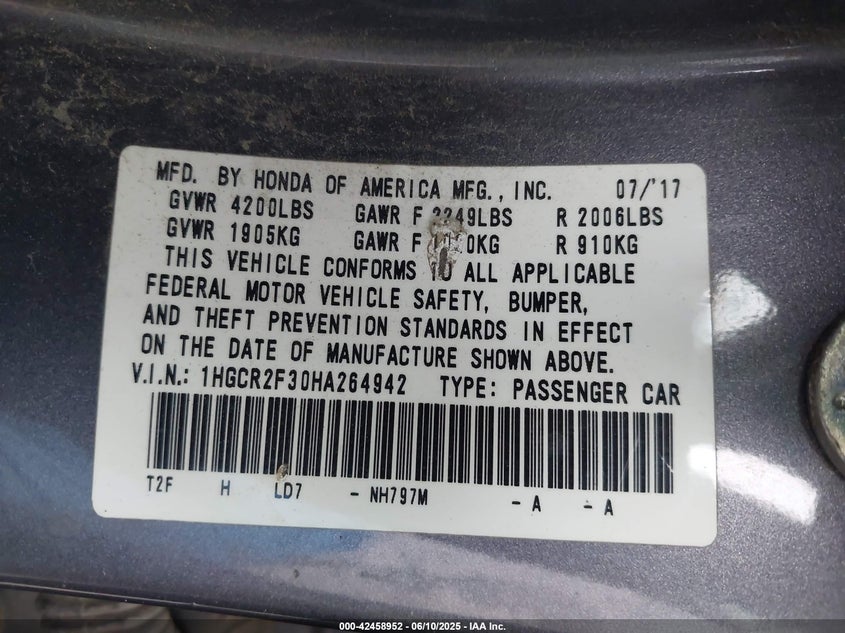 MFD. BY HONDA OF AMERICA MFG., INC. 07/'17
GVWR 4200LBS GAWR F 2249LBS R 2006LBS
GVWR 1905KG GAWR F KG R 910KG
THIS VEHICLE CONFORMS TO ALL APPLICABLE
FEDERAL MOTOR VEHICLE SAFETY, BUMPER,
AND THEFT PREVENTION STANDARDS IN EFFECT
ON THE DATE OF MANUFACTURE SHOWN ABOVE.
V.I.N.: 1HGCR2F30HA264942 TYPE: PASSENGER CAR
T2F H LD7 - NH797M - A - A
000-42458952 - 06/10/2025 - IAA Inc.